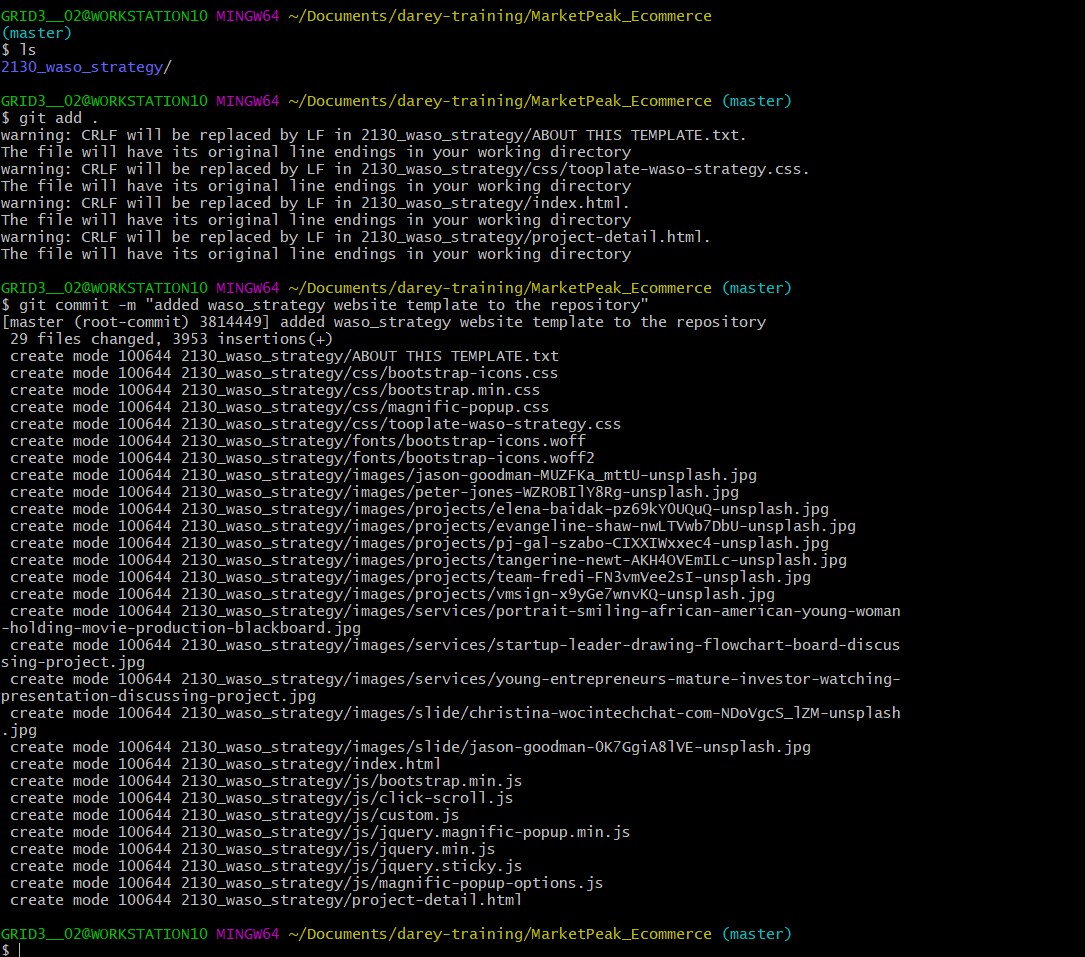 GRID3__02@WORKSTATION10 MINGW64 ~/Documents/darey-training/MarketPeak_Ecommerce
(master)
$ ls
2130_waso_strategy/
GRID3__02@WORKSTATION10 MINGW64 ~/Documents/darey-training/MarketPeak_Ecommerce (master)
$ git add .
warning: CRLF will be replaced by LF in 2130_waso_strategy/ABOUT THIS TEMPLATE.txt.
The file will have its original line endings in your working directory
warning: CRLF will be replaced by LF in 2130_waso_strategy/css/tooplate-waso-strategy.css.
The file will have its original line endings in your working directory
warning: CRLF will be replaced by LF in 2130_waso_strategy/index.html.
The file will have its original line endings in your working directory
warning: CRLF will be replaced by LF in 2130_waso_strategy/project-detail.html.
The file will have its original line endings in your working directory
GRID3__02@WORKSTATION10 MINGW64 ~/Documents/darey-training/MarketPeak_Ecommerce (master)
$ git commit -m "added waso_strategy website template to the repository"
[master (root-commit) 3814449] added waso_strategy website template to the repository
 29 files changed, 3953 insertions(+)
 create mode 100644 2130_waso_strategy/ABOUT THIS TEMPLATE.txt
 create mode 100644 2130_waso_strategy/css/bootstrap-icons.css
 create mode 100644 2130_waso_strategy/css/bootstrap.min.css
 create mode 100644 2130_waso_strategy/css/magnific-popup.css
 create mode 100644 2130_waso_strategy/css/tooplate-waso-strategy.css
 create mode 100644 2130_waso_strategy/fonts/bootstrap-icons.woff
 create mode 100644 2130_waso_strategy/fonts/bootstrap-icons.woff2
 create mode 100644 2130_waso_strategy/images/jason-goodman-MUZFKa_mttU-unsplash.jpg
 create mode 100644 2130_waso_strategy/images/peter-jones-WZROBIlY8Rg-unsplash.jpg
 create mode 100644 2130_waso_strategy/images/projects/elena-baidak-pz69kY0UQuQ-unsplash.jpg
 create mode 100644 2130_waso_strategy/images/projects/evangeline-shaw-nwLTVwb7DbU-unsplash.jpg
 create mode 100644 2130_waso_strategy/images/projects/pj-gal-szabo-CIXXIWxxec4-unsplash.jpg
 create mode 100644 2130_waso_strategy/images/projects/tangerine-newt-AKH4OVEmILc-unsplash.jpg
 create mode 100644 2130_waso_strategy/images/projects/team-fredi-FN3vmVee2sI-unsplash.jpg
 create mode 100644 2130_waso_strategy/images/projects/vmsign-x9yGe7wnvKQ-unsplash.jpg
 create mode 100644 2130_waso_strategy/images/services/portrait-smiling-african-american-young-woman
-holding-movie-production-blackboard.jpg
 create mode 100644 2130_waso_strategy/images/services/startup-leader-drawing-flowchart-board-discus
sing-project.jpg
 create mode 100644 2130_waso_strategy/images/services/young-entrepreneurs-mature-investor-watching-
presentation-discussing-project.jpg
 create mode 100644 2130_waso_strategy/images/slide/christina-wocintechchat-com-NDoVgcS_lZM-unsplash
.jpg
 create mode 100644 2130_waso_strategy/images/slide/jason-goodman-0K7GgiA8lVE-unsplash.jpg
 create mode 100644 2130_waso_strategy/index.html
 create mode 100644 2130_waso_strategy/js/bootstrap.min.js
 create mode 100644 2130_waso_strategy/js/click-scroll.js
 create mode 100644 2130_waso_strategy/js/custom.js
 create mode 100644 2130_waso_strategy/js/jquery.magnific-popup.min.js
 create mode 100644 2130_waso_strategy/js/jquery.min.js
 create mode 100644 2130_waso_strategy/js/jquery.sticky.js
 create mode 100644 2130_waso_strategy/js/magnific-popup-options.js
 create mode 100644 2130_waso_strategy/project-detail.html
GRID3__02@WORKSTATION10 MINGW64 ~/Documents/darey-training/MarketPeak_Ecommerce (master)
$